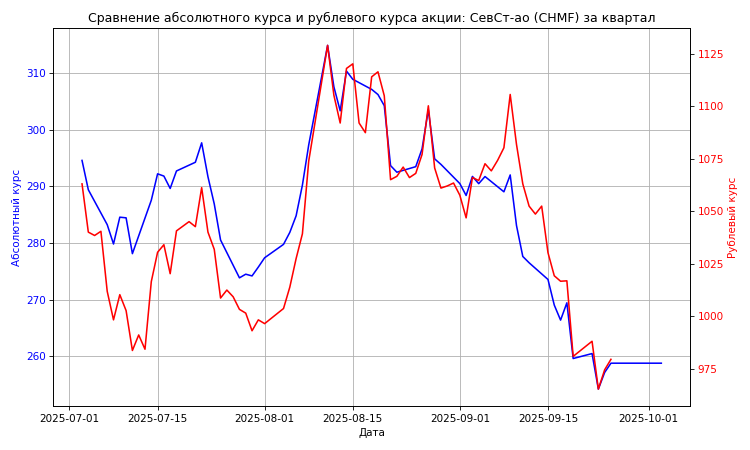 Сравнение абсолютного курса и рублевого курса акции: СевСт-ао (CHMF) за квартал
Абсолютный курс
310
300
290
280
270
260
1125
1100
1075
1050
1025
1000
975
Рублевый курс
2025-07-01 2025-07-15 2025-08-01 2025-08-15 2025-09-01 2025-09-15 2025-10-01
Дата